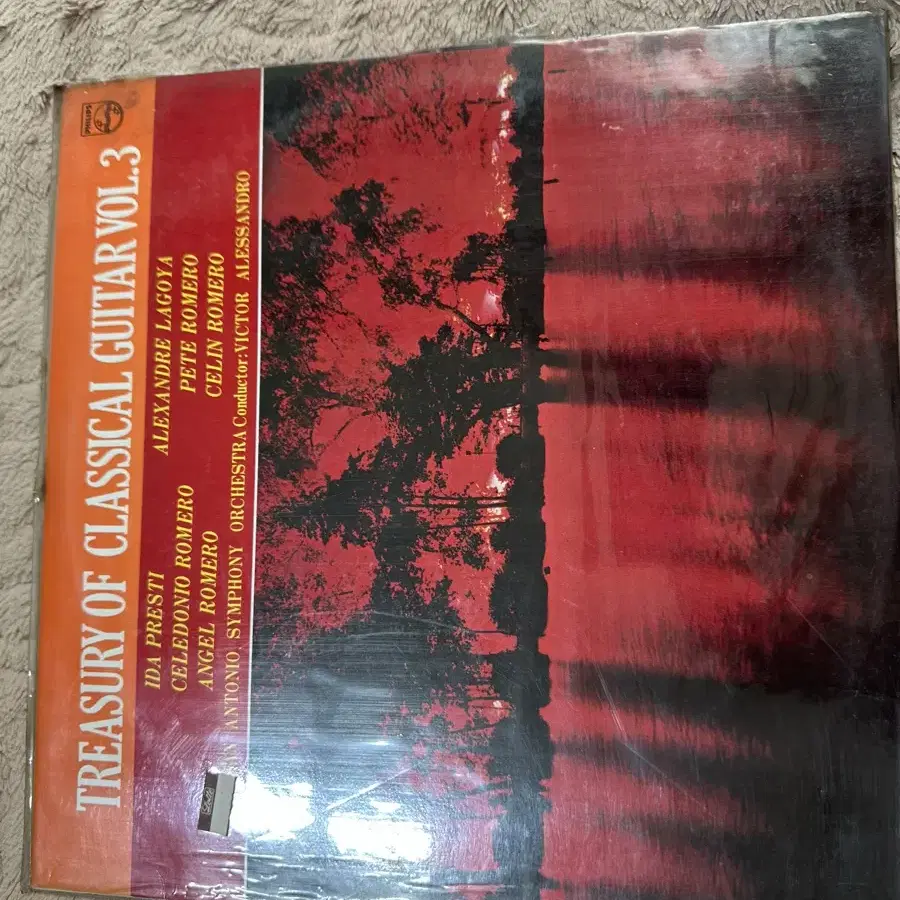 PHILIPS
TREASURY OF CLASSICAL GUITAR VOL.3
IDA PRESTI ALEXANDRE LAGOYA
CELEDONIO ROMERO PETE ROMERO
ANGEL ROMERO CELIN ROMERO
ANTONIO SYMPHONY ORCHESTRA Conductor: VICTOR ALESSANDRO